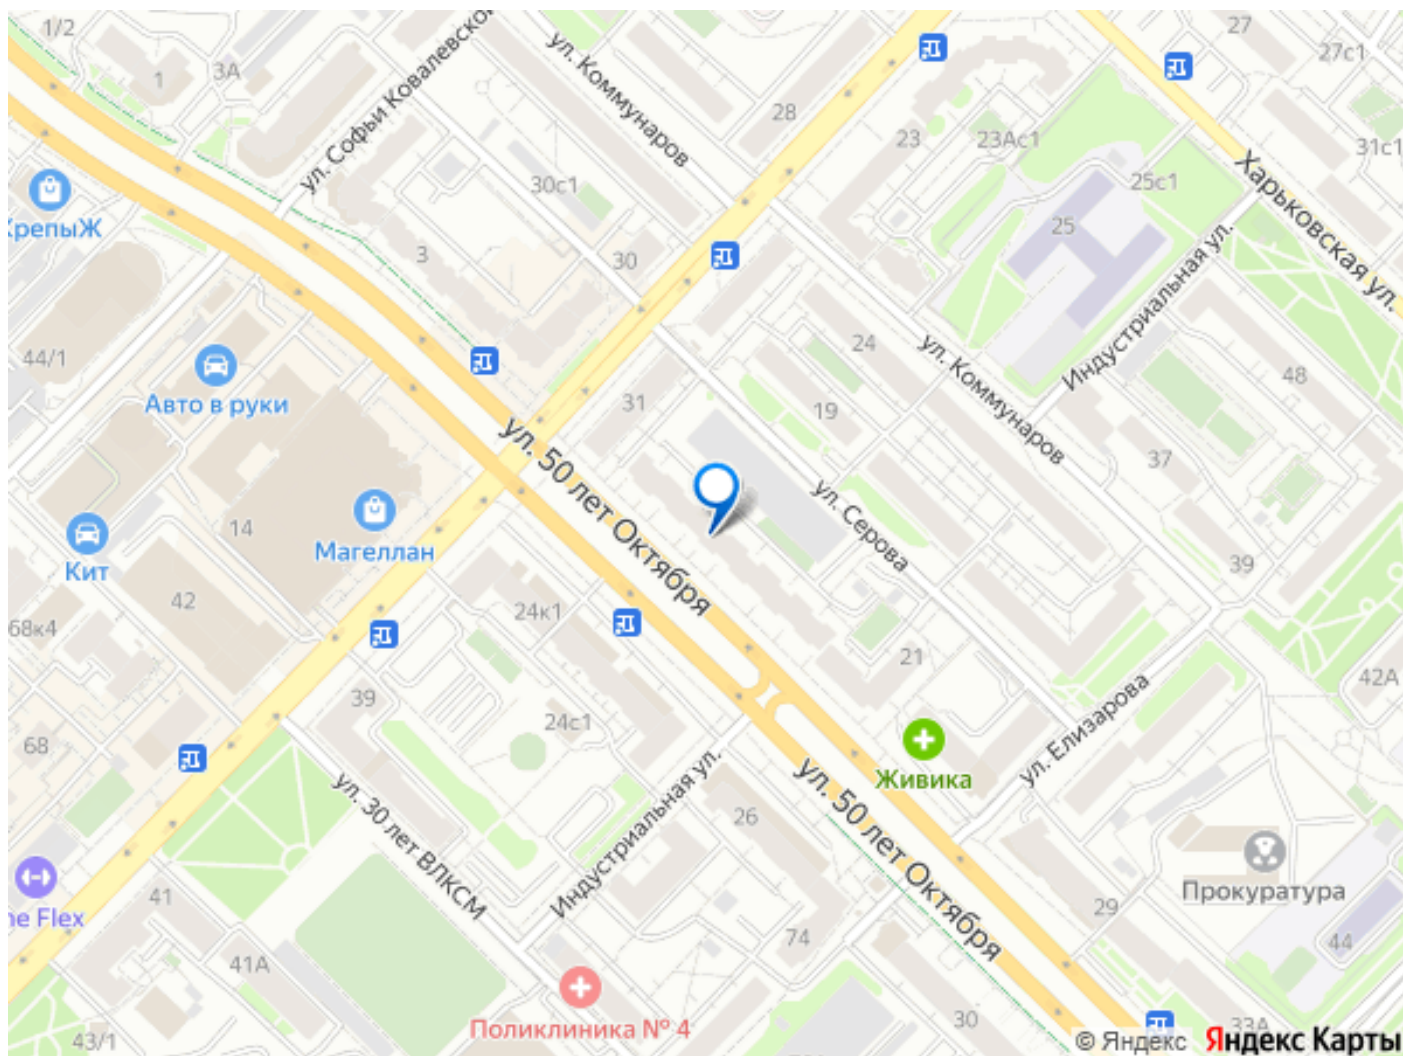 1/2
3А
1
ул. Софьи Ковалевской
ул. Коммунаров
28
27
27с1
23
23Ас1
31с1
25с1
25
Харьковская ул.
КрепыЖ
30с1
30
3
Индустриальная ул.
44/1
Авто в руки
31
24
19
ул. Коммунаров
48
ул. 50 лет Октября
37
14
Магеллан
ул. Серова
Кит
42
24к1
39
68к4
21
42А
39
24с1
68
ул. Елизарова
Живика
ул. 30 лет ВЛКСМ
Индустриальная ул.
26
ул. 50 лет Октября
Прокуратура
41
29
ne Flex
44
74
41А
Поликлиника № 4
30
33А
43/1
© Яндекс Яндекс Карты